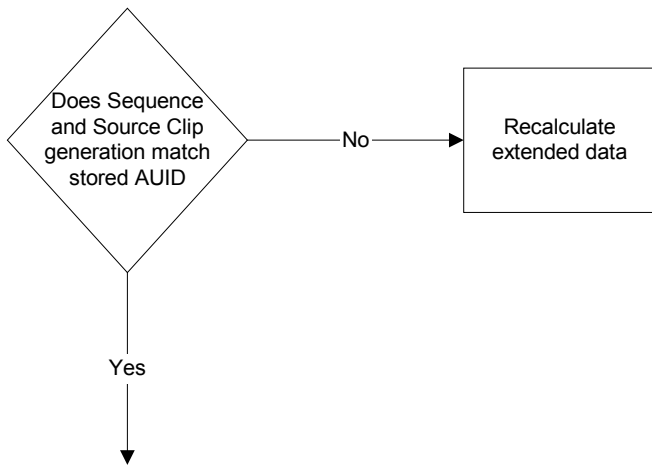 Does Sequence
and Source Clip
generation match
stored AUID
No
Recalculate
extended data
Yes